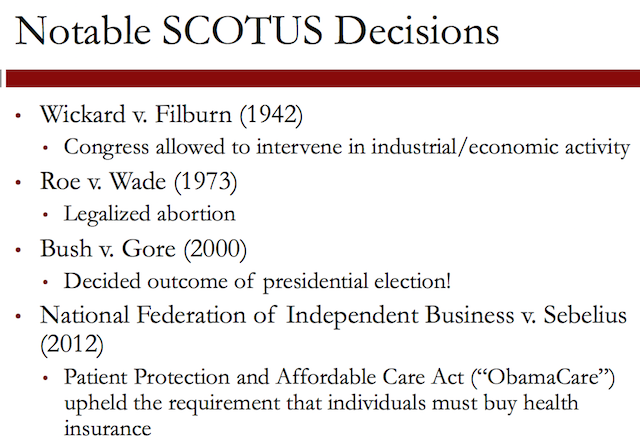 Notable SCOTUS Decisions
• Wickard v. Filburn (1942)
• Congress allowed to intervene in industrial/economic activity
• Roe v. Wade (1973)
• Legalized abortion
• Bush v. Gore (2000)
• Decided outcome of presidential election!
• National Federation of Independent Business v. Sebelius
(2012)
• Patient Protection and Affordable Care Act (“ObamaCare”)
upheld the requirement that individuals must buy health
insurance